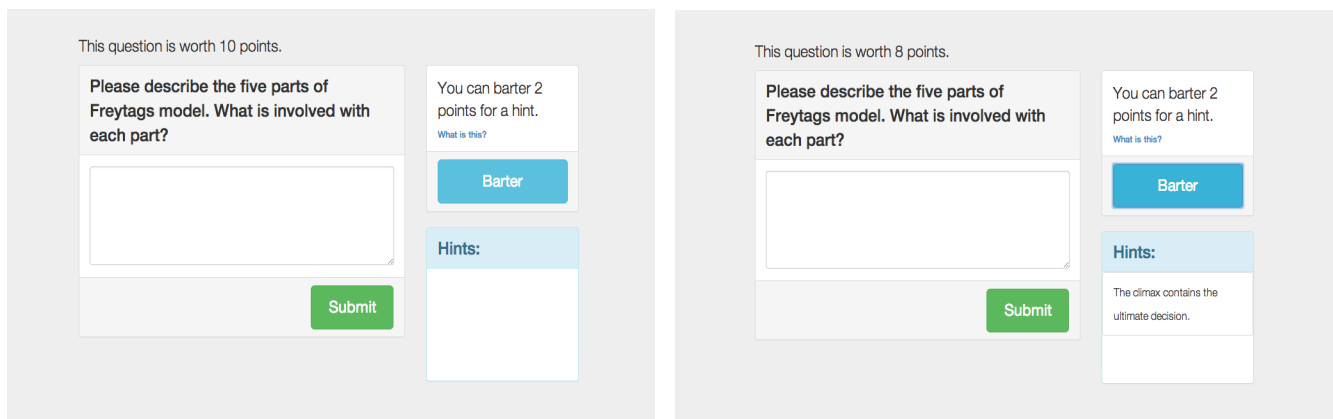 This question is worth 10 points.
Please describe the five parts of
Freytags model. What is involved with
each part?
Submit
You can barter 2
points for a hint.
What is this?
Barter
Hints:
This question is worth 8 points.
Please describe the five parts of
Freytags model. What is involved with
each part?
Submit
You can barter 2
points for a hint.
What is this?
Barter
Hints:
The climax contains the
ultimate decision.